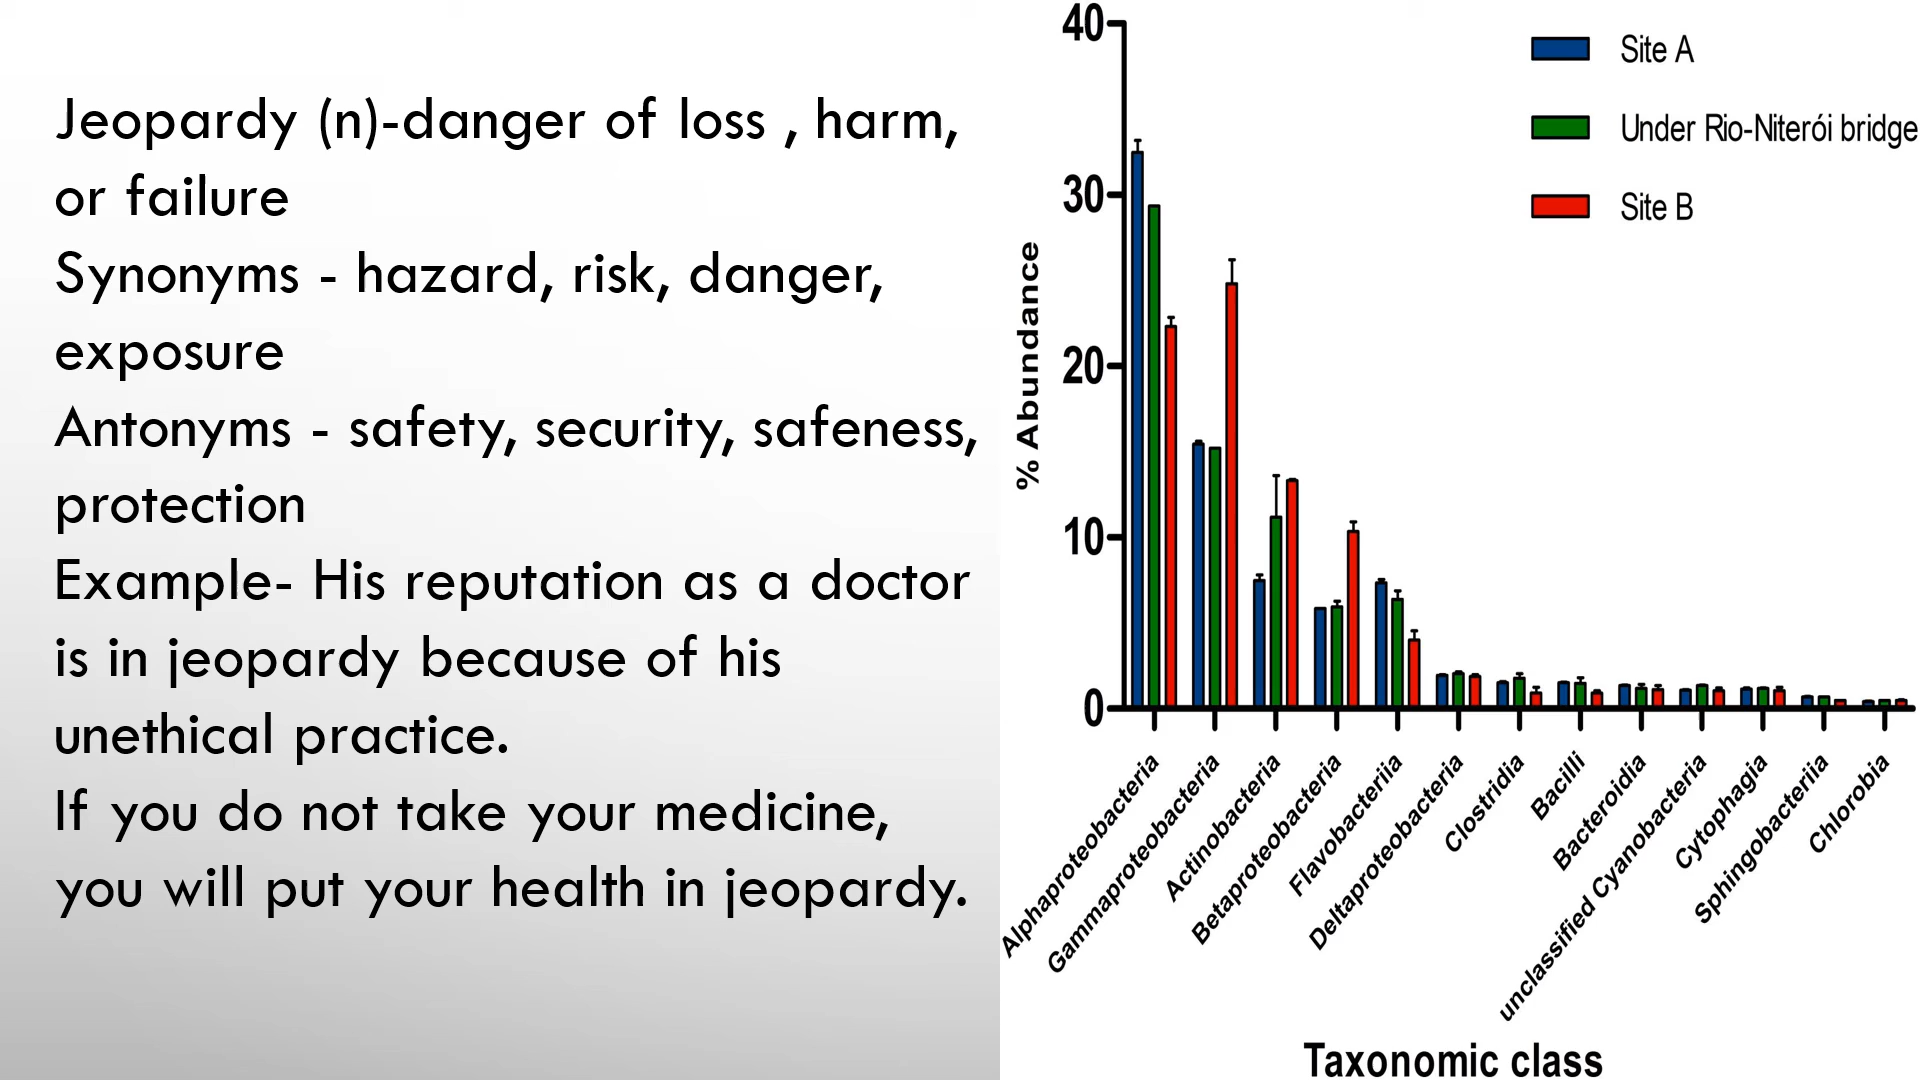 Jeopardy (n)-danger of loss , harm,
or failure
Synonyms - hazard, risk, danger,
exposure
Antonyms - safety, security, safeness,
protection
Example- His reputation as a doctor
is in jeopardy because of his
unethical practice.
If you do not take your medicine,
you will put your health in jeopardy.
40
30
20
10
0
% Abundance
Site A
Under Rio-Niterói bridge
Site B
Alphaproteobacteria
Gammaproteobacteria
Actinobacteria
Betaproteobacteria
Flavobacteriia
Deltaproteobacteria
Clostridia
Bacilli
Bacteroidia
unclassified Cyanobacteria
Cytophagia
Sphingobacteriia
Chlorobia
Taxonomic class